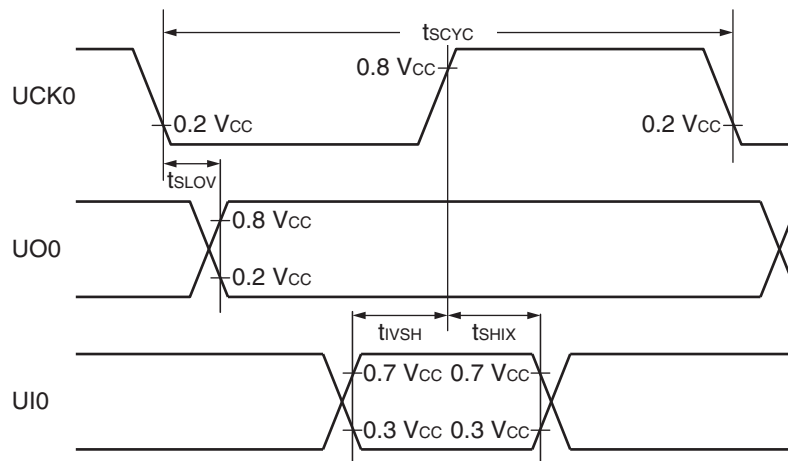 tSCYC
0.8 VCC
UCK0
0.2 VCC
0.2 VCC
tSLOV
0.8 VCC
UO0
0.2 VCC
tIVSH
tSHIX
0.7 VCC
0.7 VCC
UI0
0.3 VCC
0.3 VCC